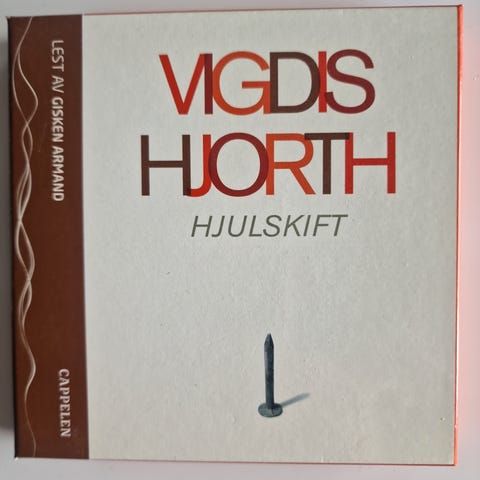 LEST AV GISKEN ARMAND
CAPPELEN
VIGDIS
HJORTH
HJULSKIFT